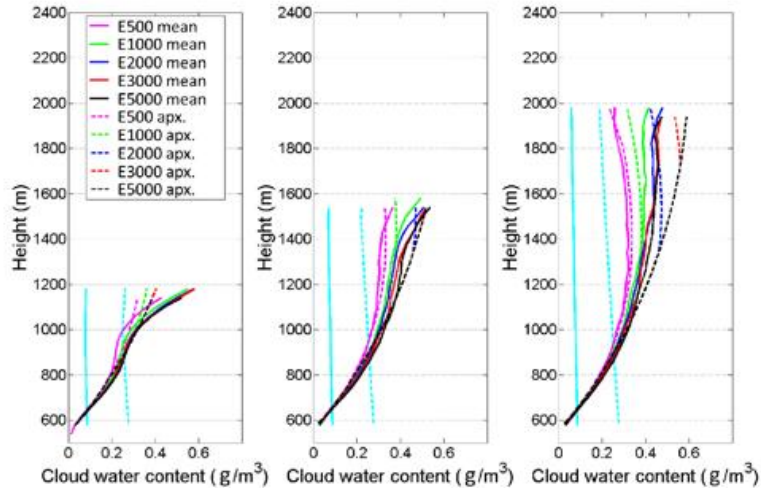 2400
2200
2000
1800
1600
1400
1200
1000
800
600
Height (m)
0
0.2
0.4
0.6
Cloud water content ( g/m³)
E500 mean
E1000 mean
E2000 mean
E3000 mean
E5000 mean
E500 apx.
E1000 apx.
E2000 apx.
E3000 apx.
E5000 apx.
2400
2200
2000
1800
1600
1400
1200
1000
800
600
Height (m)
0
0.2
0.4
0.6
Cloud water content ( g/m³)
2400
2200
2000
1800
1600
1400
1200
1000
800
600
Height (m)
0
0.2
0.4
0.6
Cloud water content ( g/m³)